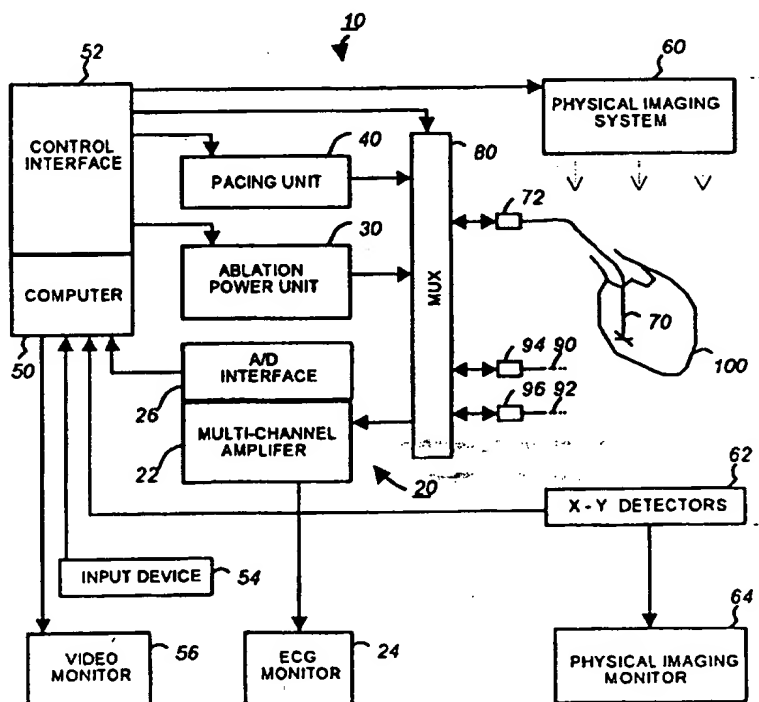 10
52
60
CONTROL
INTERFACE
PHYSICAL IMAGING
SYSTEM
40
80
PACING UNIT
72
30
ABLATION
POWER UNIT
MUX
COMPUTER
70
50
A/D
INTERFACE
94 90
100
26
96 92
MULTI-CHANNEL
AMPLIFER
22
20
62
X-Y DETECTORS
INPUT DEVICE
54
64
VIDEO
MONITOR
56
ECG
MONITOR
24
PHYSICAL IMAGING
MONITOR